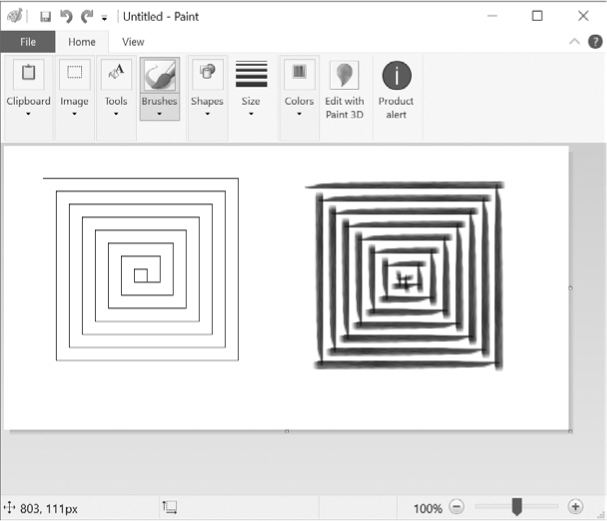 Untitled - Paint
File Home View
Clipboard Image Tools Brushes Shapes Size Colors Edit with Paint 3D Product alert
803, 111px 100%